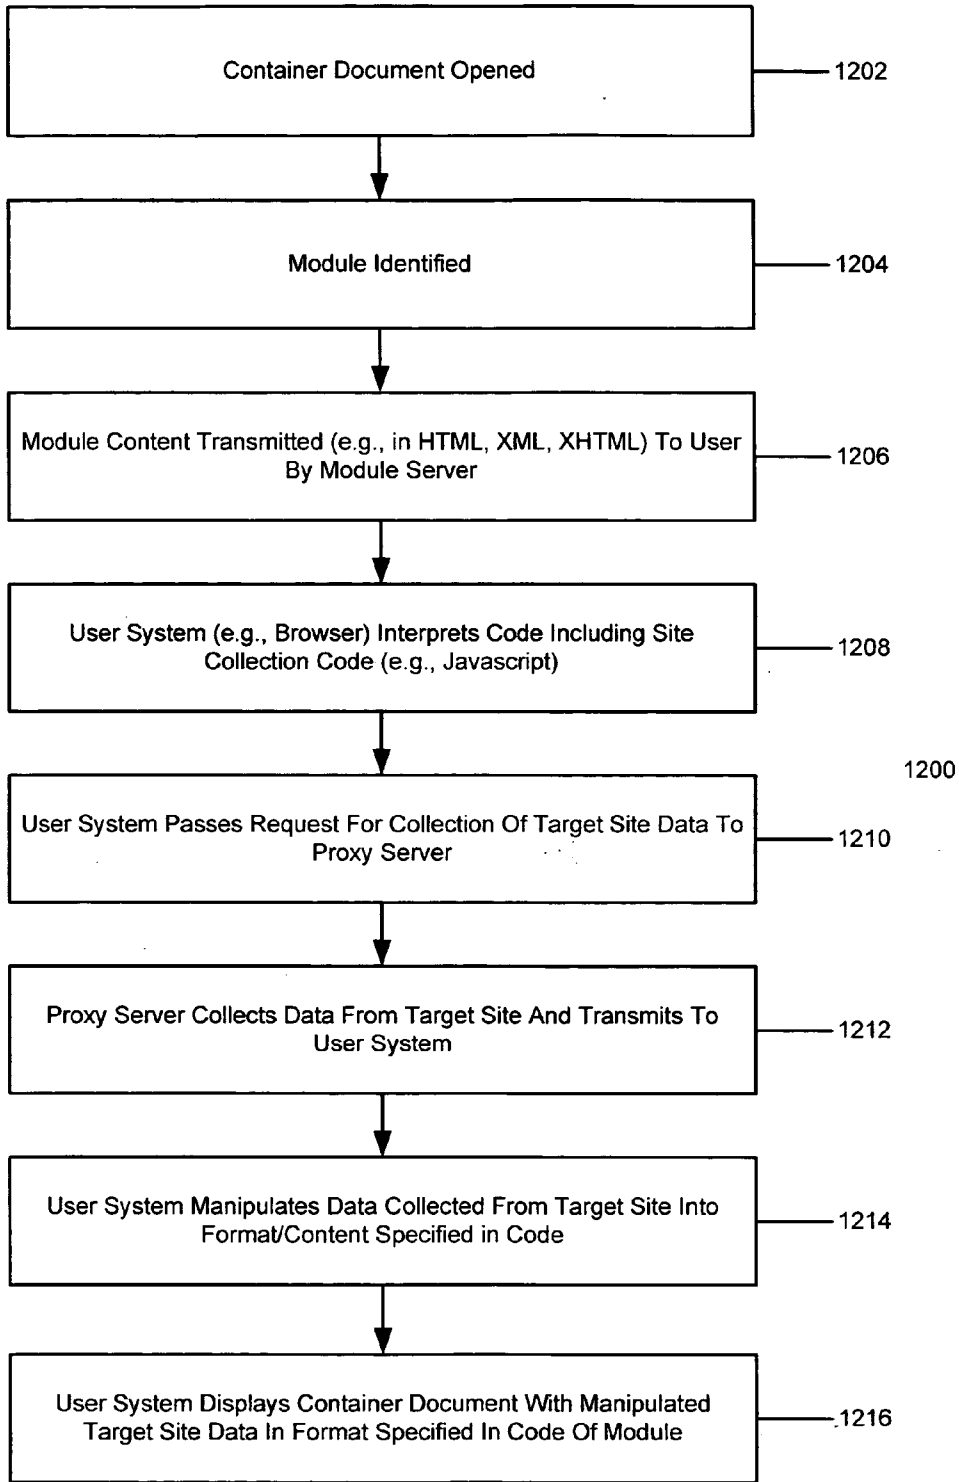 Container Document Opened
1202
Module Identified
1204
Module Content Transmitted (e.g., in HTML, XML, XHTML) To User
By Module Server
1206
User System (e.g., Browser) Interprets Code Including Site
Collection Code (e.g., Javascript)
1208
1200
User System Passes Request For Collection Of Target Site Data To
Proxy Server
1210
Proxy Server Collects Data From Target Site And Transmits To
User System
1212
User System Manipulates Data Collected From Target Site Into
Format/Content Specified in Code
1214
User System Displays Container Document With Manipulated
Target Site Data In Format Specified In Code Of Module
1216